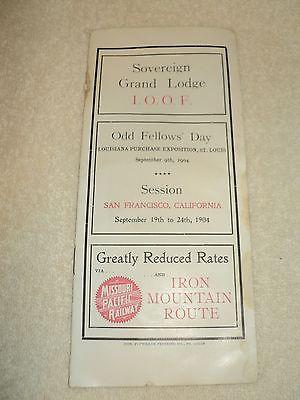 Sovereign
Grand Lodge
I. O. O. F.
Odd Fellows' Day
LOUISIANA PURCHASE EXPOSITION, ST. LOUIS
September 9th, 1904
Session
SAN FRANCISCO, CALIFORNIA
September 19th to 24th, 1904
Greatly Reduced Rates
VIA . . . . . . . . AND
MISSOURI
PACIFIC
RAILWAY
IRON
MOUNTAIN
ROUTE